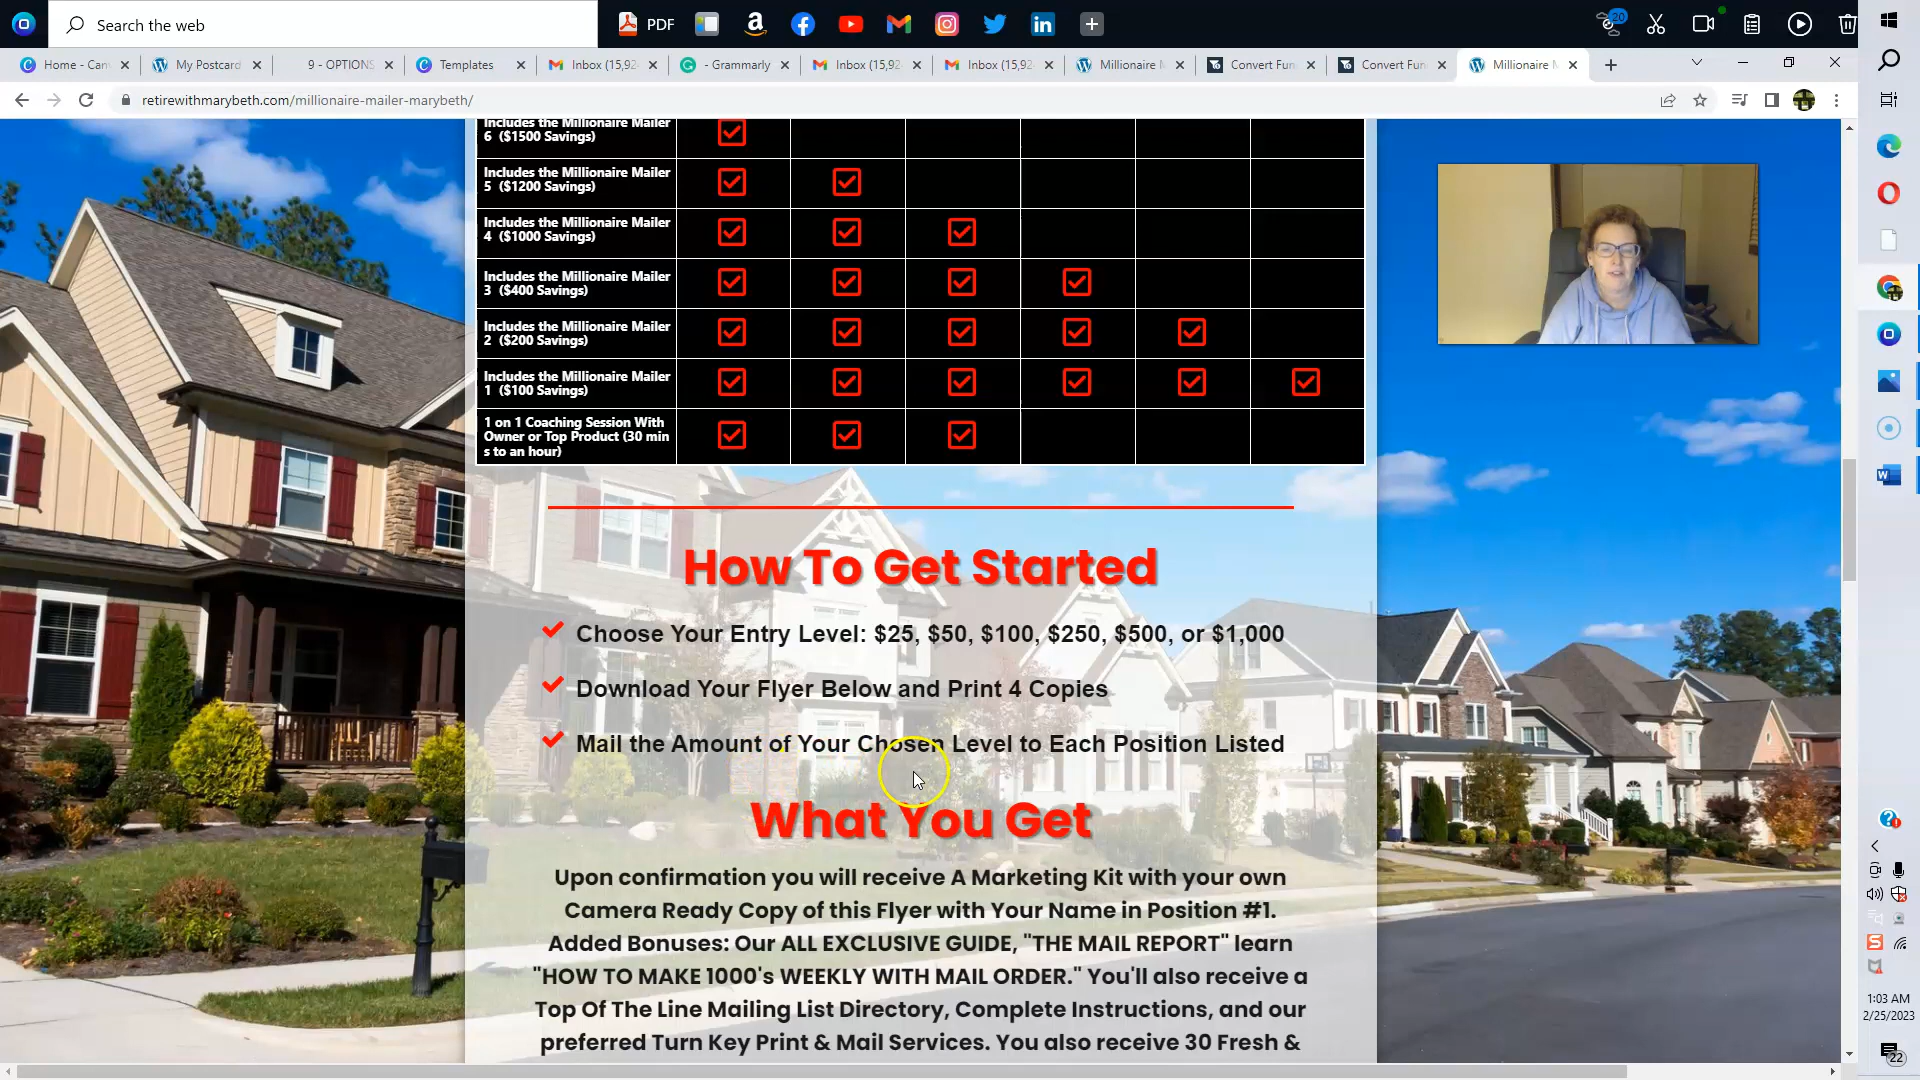 Search the web
PDF
20
Home - Can
My Postcard
9 - OPTIONS
Templates
Inbox (15,92
- Grammarly
Inbox (15,92
Inbox (15,92
Millionaire M
Convert Fun
Convert Fun
Millionaire M
retirewithmarybeth.com/millionaire-mailer-marybeth/
Includes the Millionaire Mailer
6 ($1500 Savings)
Includes the Millionaire Mailer
5 ($1200 Savings)
Includes the Millionaire Mailer
4 ($1000 Savings)
Includes the Millionaire Mailer
3 ($400 Savings)
Includes the Millionaire Mailer
2 ($200 Savings)
Includes the Millionaire Mailer
1 ($100 Savings)
1 on 1 Coaching Session With
Owner or Top Product (30 min
s to an hour)
How To Get Started
Choose Your Entry Level: $25, $50, $100, $250, $500, or $1,000
Download Your Flyer Below and Print 4 Copies
Mail the Amount of Your Chosen Level to Each Position Listed
What You Get
Upon confirmation you will receive A Marketing Kit with your own
Camera Ready Copy of this Flyer with Your Name in Position #1.
Added Bonuses: Our ALL EXCLUSIVE GUIDE, "THE MAIL REPORT" learn
"HOW TO MAKE 1000's WEEKLY WITH MAIL ORDER." You'll also receive a
Top Of The Line Mailing List Directory, Complete Instructions, and our
preferred Turn Key Print & Mail Services. You also receive 30 Fresh &
1:03 AM
2/25/2023
22